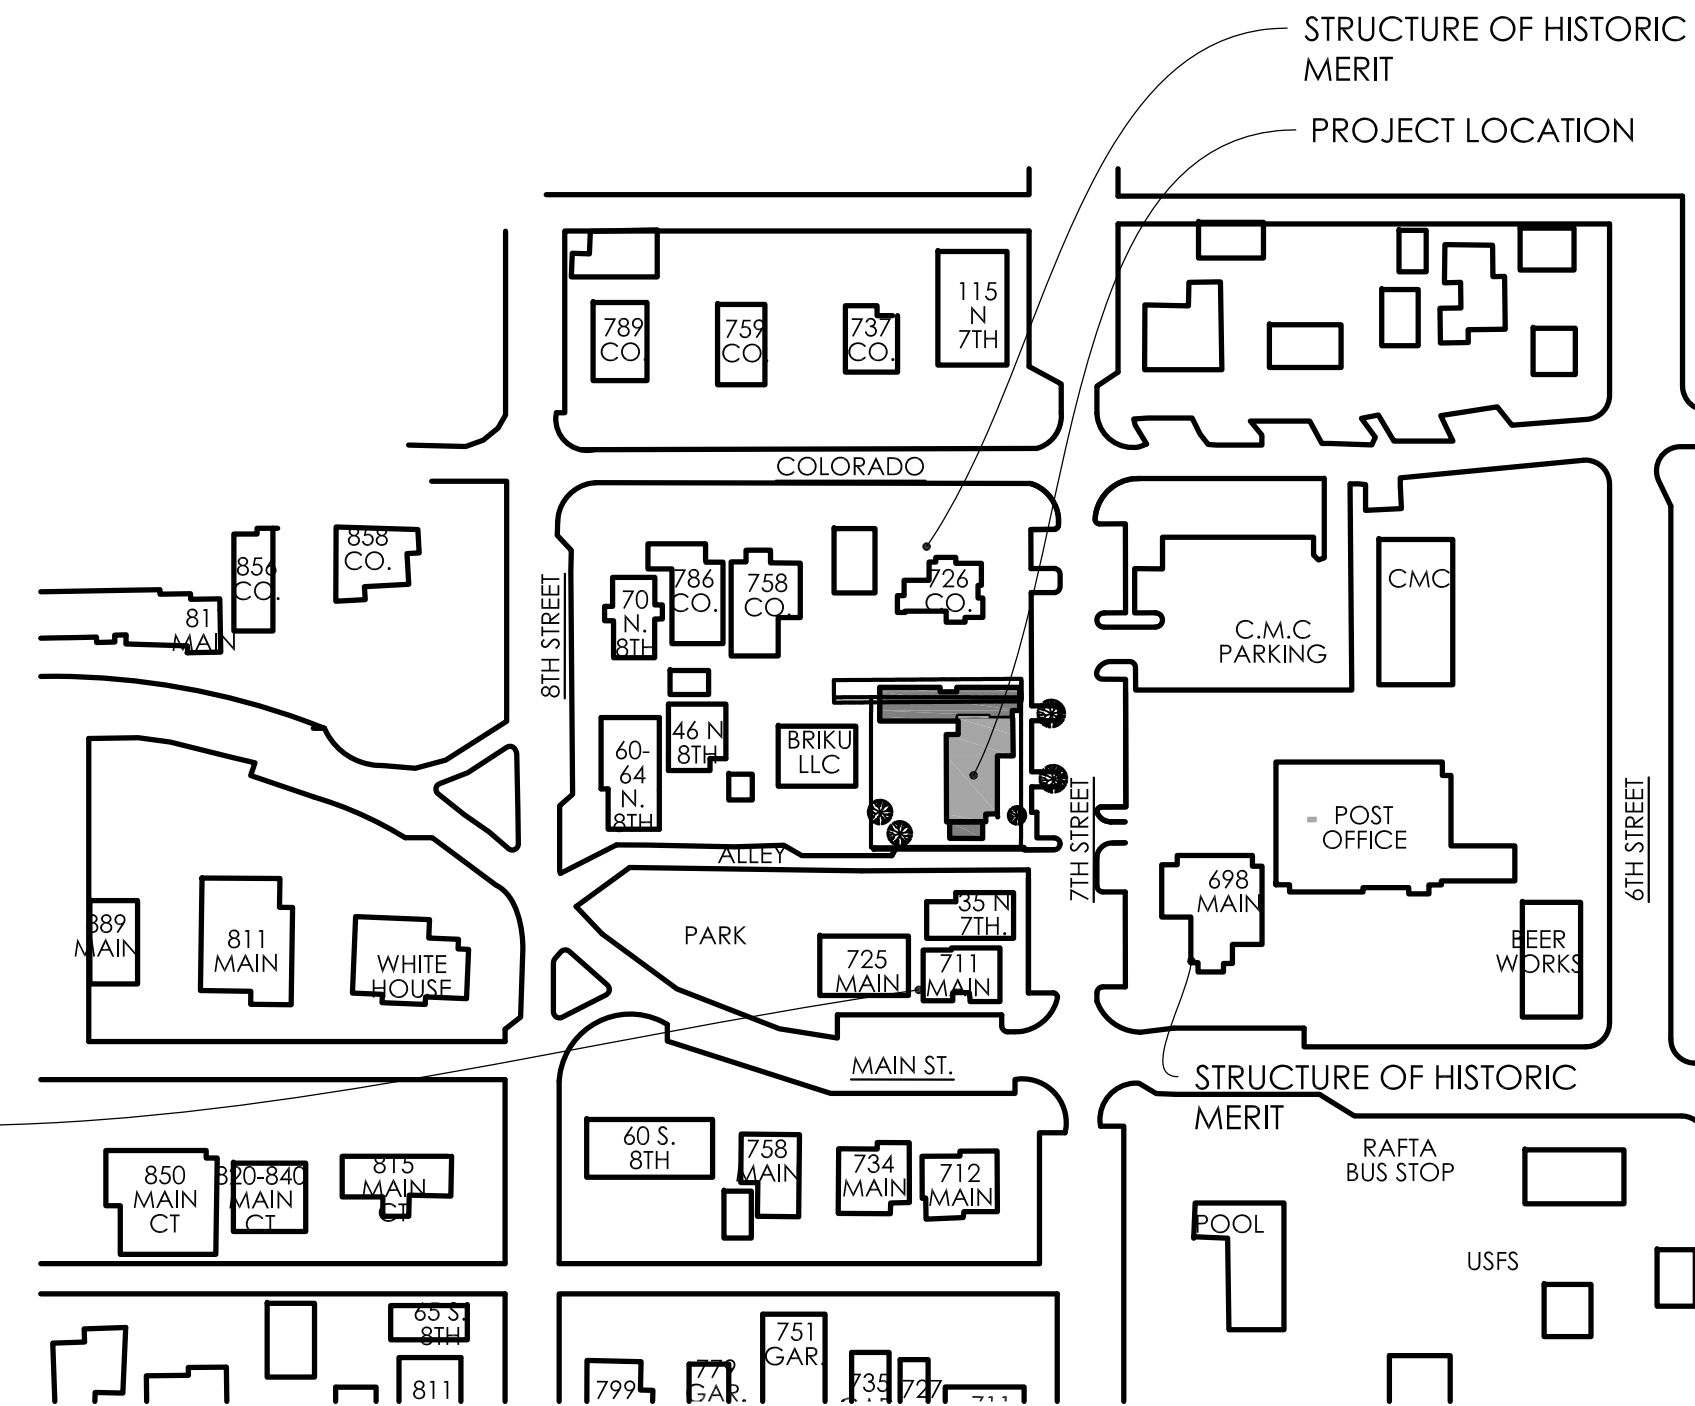 STRUCTURE OF HISTORIC
MERIT
PROJECT LOCATION
115
N
7TH
789
CO.
759
CO.
737
CO.
COLORADO
858
CO.
856
CO.
81
MAIN
8TH STREET
70
N.
8TH
786
CO.
758
CO.
726
CO.
CMC
C.M.C
PARKING
46 N
8TH
60-
64
N.
8TH
BRIKU
LLC
7TH STREET
POST
OFFICE
6TH STREET
ALLEY
889
MAIN
811
MAIN
WHITE
HOUSE
PARK
35 N
7TH.
725
MAIN
711
MAIN
698
MAIN
BEER
WORKS
MAIN ST.
STRUCTURE OF HISTORIC
MERIT
850
MAIN
CT
820-840
MAIN
CT
815
MAIN
CT
60 S.
8TH
758
MAIN
734
MAIN
712
MAIN
RAFTA
BUS STOP
POOL
USFS
65 S.
8TH
811
799
779
GAR.
751
GAR.
735
727
711